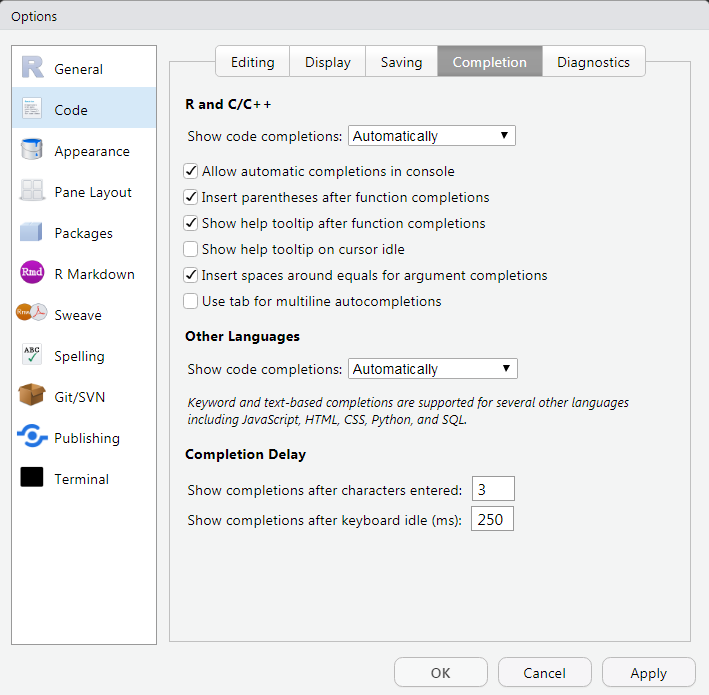 Options
General
Code
Appearance
Pane Layout
Packages
Rmd R Markdown
Sweave
ABC Spelling
Git/SVN
Publishing
Terminal
Editing Display Saving Completion Diagnostics
R and C/C++
Show code completions: Automatically
Allow automatic completions in console
Insert parentheses after function completions
Show help tooltip after function completions
Show help tooltip on cursor idle
Insert spaces around equals for argument completions
Use tab for multiline autocompletions
Other Languages
Show code completions: Automatically
Keyword and text-based completions are supported for several other languages
including JavaScript, HTML, CSS, Python, and SQL.
Completion Delay
Show completions after characters entered: 3
Show completions after keyboard idle (ms): 250
OK Cancel Apply